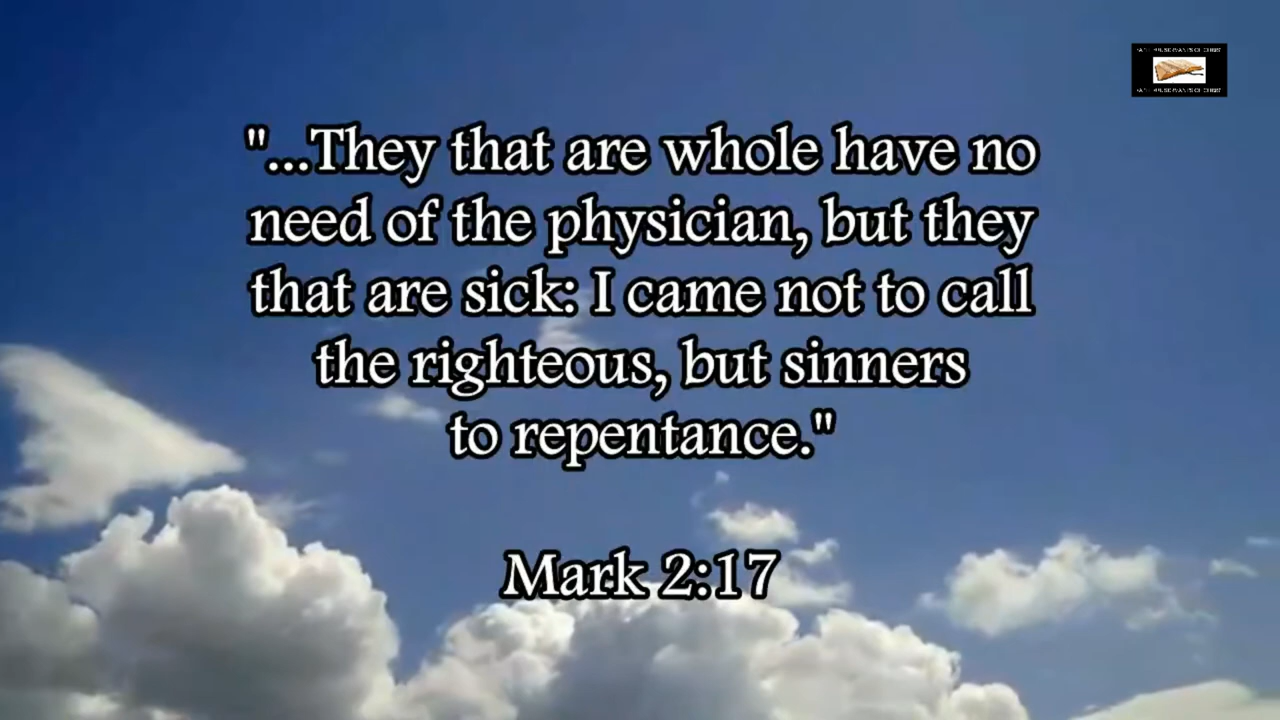 "...They that are whole have no
need of the physician, but they
that are sick: I came not to call
the righteous, but sinners
to repentance."
Mark 2:17